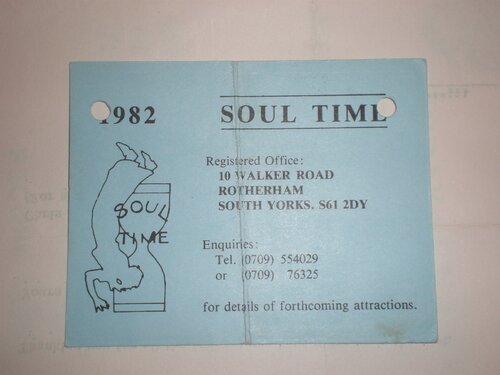 1982
SOUL TIME
Registered Office:
10 WALKER ROAD
ROTHERHAM
SOUTH YORKS. S61 2DY
SOUL
TIME
Enquiries:
Tel. (0709) 554029
or (0709) 76325
for details of forthcoming attractions.